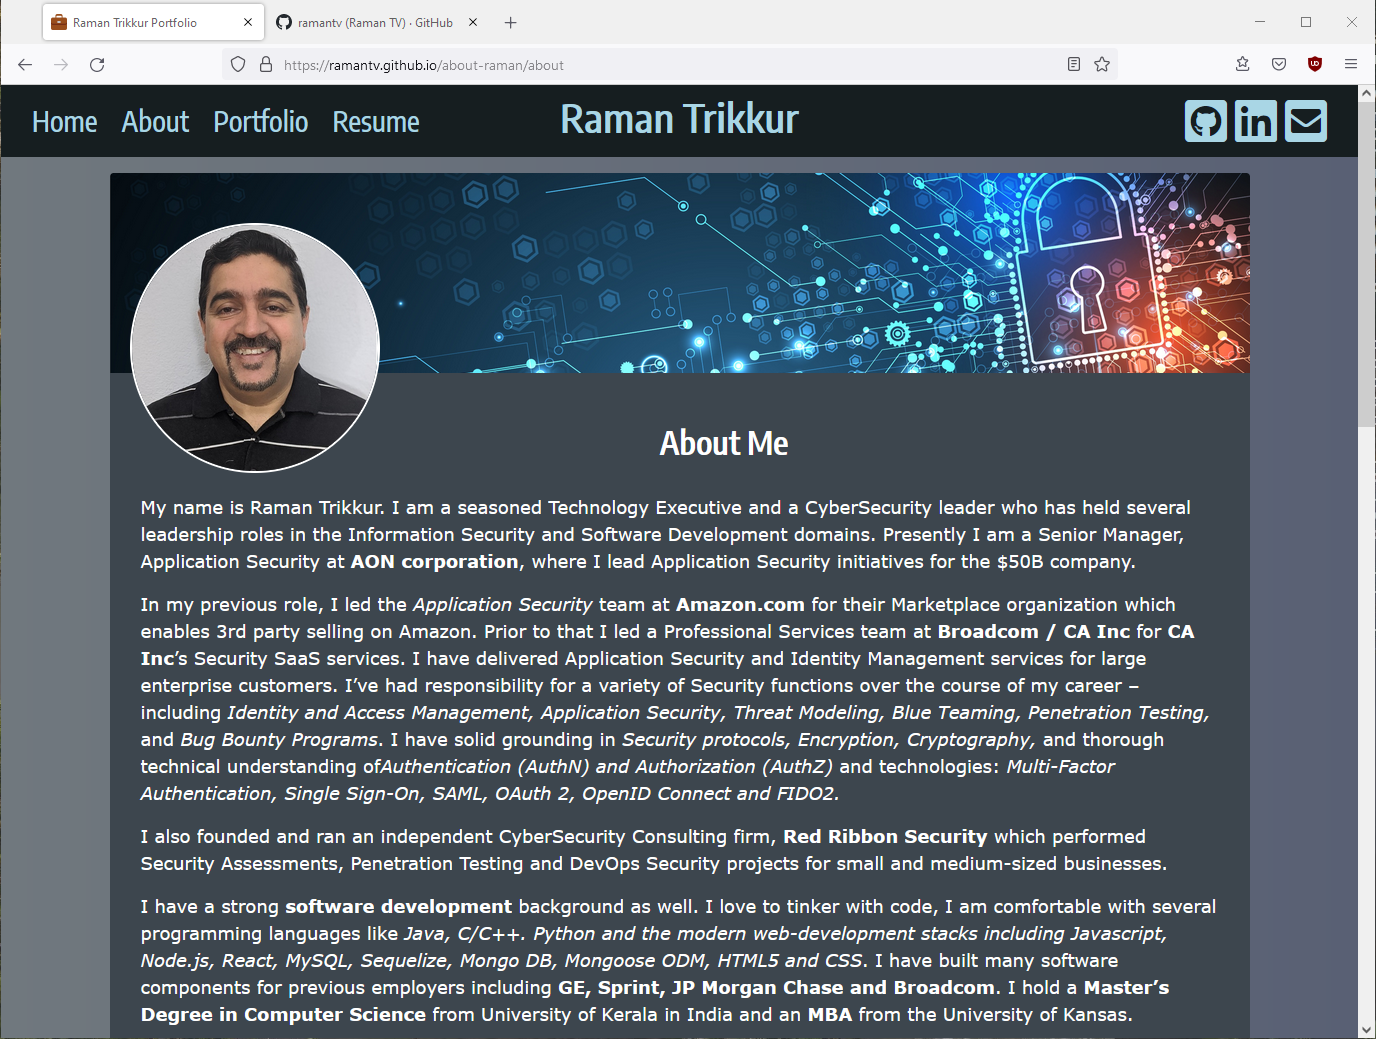 Raman Trikkur Portfolio
ramantv (Raman TV) · GitHub
https://ramantv.github.io/about-raman/about
Home About Portfolio Resume
Raman Trikkur
in
About Me
My name is Raman Trikkur. I am a seasoned Technology Executive and a CyberSecurity leader who has held several
leadership roles in the Information Security and Software Development domains. Presently I am a Senior Manager,
Application Security at AON corporation, where I lead Application Security initiatives for the $50B company.
In my previous role, I led the Application Security team at Amazon.com for their Marketplace organization which
enables 3rd party selling on Amazon. Prior to that I led a Professional Services team at Broadcom / CA Inc for CA
Inc’s Security SaaS services. I have delivered Application Security and Identity Management services for large
enterprise customers. I’ve had responsibility for a variety of Security functions over the course of my career –
including Identity and Access Management, Application Security, Threat Modeling, Blue Teaming, Penetration Testing,
and Bug Bounty Programs. I have solid grounding in Security protocols, Encryption, Cryptography, and thorough
technical understanding ofAuthentication (AuthN) and Authorization (AuthZ) and technologies: Multi-Factor
Authentication, Single Sign-On, SAML, OAuth 2, OpenID Connect and FIDO2.
I also founded and ran an independent CyberSecurity Consulting firm, Red Ribbon Security which performed
Security Assessments, Penetration Testing and DevOps Security projects for small and medium-sized businesses.
I have a strong software development background as well. I love to tinker with code, I am comfortable with several
programming languages like Java, C/C++. Python and the modern web-development stacks including Javascript,
Node.js, React, MySQL, Sequelize, Mongo DB, Mongoose ODM, HTML5 and CSS. I have built many software
components for previous employers including GE, Sprint, JP Morgan Chase and Broadcom. I hold a Master’s
Degree in Computer Science from University of Kerala in India and an MBA from the University of Kansas.